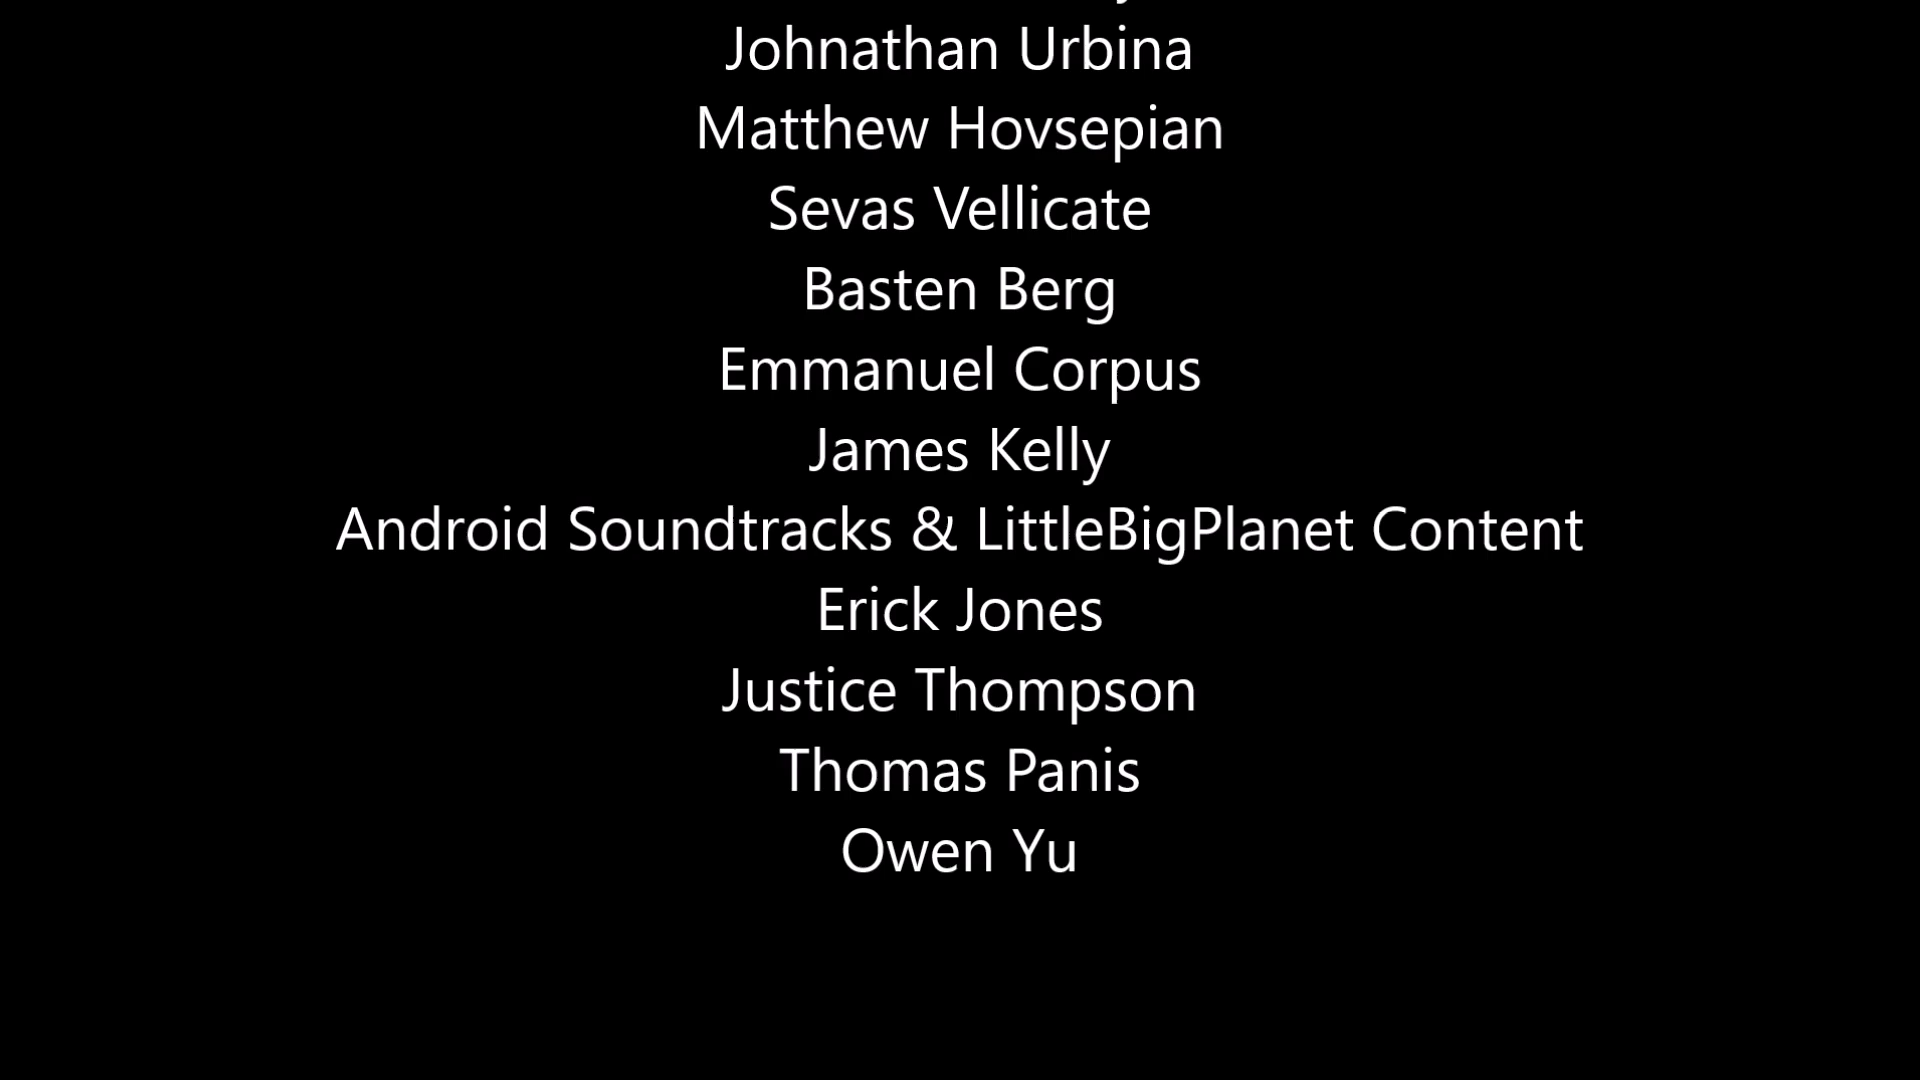 Johnathan Urbina
Matthew Hovsepian
Sevas Vellicate
Basten Berg
Emmanuel Corpus
James Kelly
Android Soundtracks & LittleBigPlanet Content
Erick Jones
Justice Thompson
Thomas Panis
Owen Yu